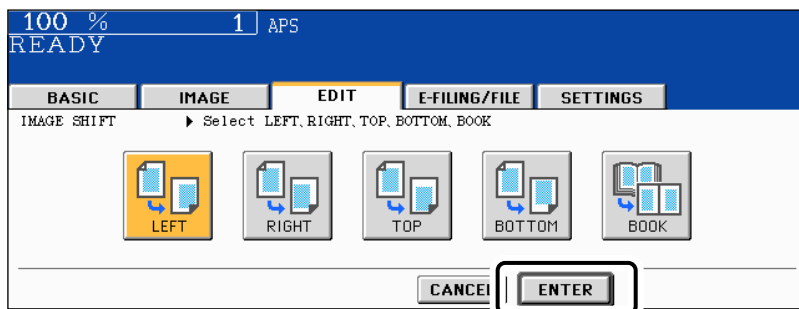 100 % 1 APS
READY
BASIC IMAGE EDIT E-FILING/FILE SETTINGS
IMAGE SHIFT ▶ Select LEFT, RIGHT, TOP, BOTTOM, BOOK
LEFT RIGHT TOP BOTTOM BOOK
CANCEL ENTER